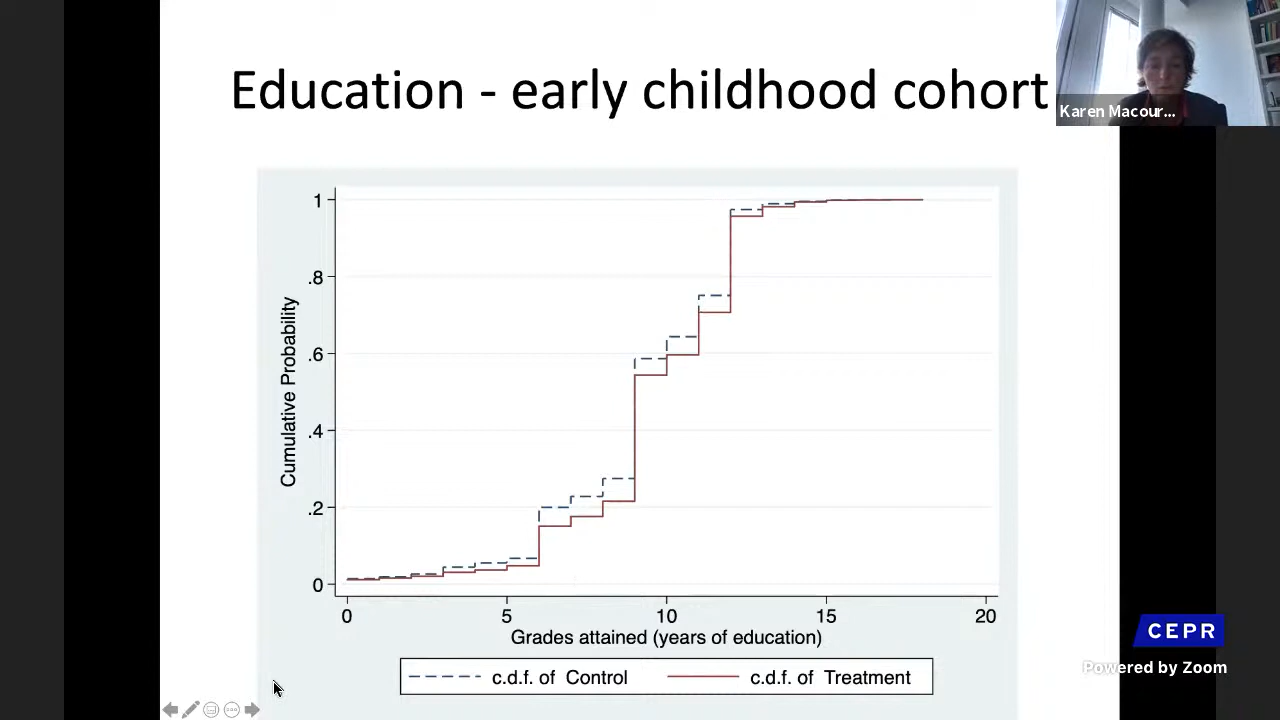 Education - early childhood cohort
Karen Macour...
1
.8
.6
.4
.2
0
Cumulative Probability
0 5 10 15 20
Grades attained (years of education)
c.d.f. of Control c.d.f. of Treatment
CEPR
Powered by Zoom